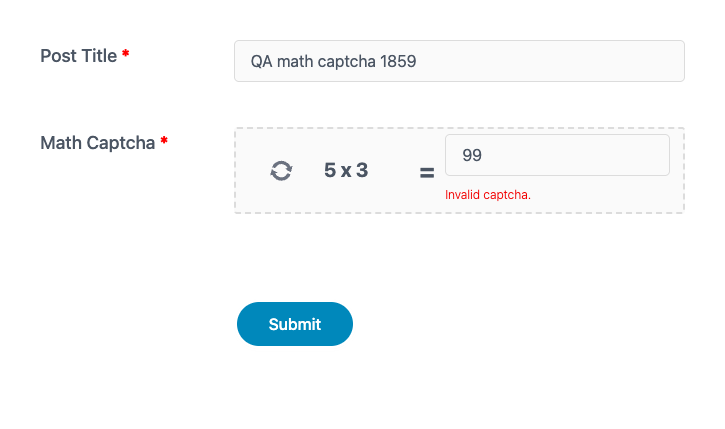 Post Title *
QA math captcha 1859
Math Captcha *
5 x 3 = 99
Invalid captcha.
Submit